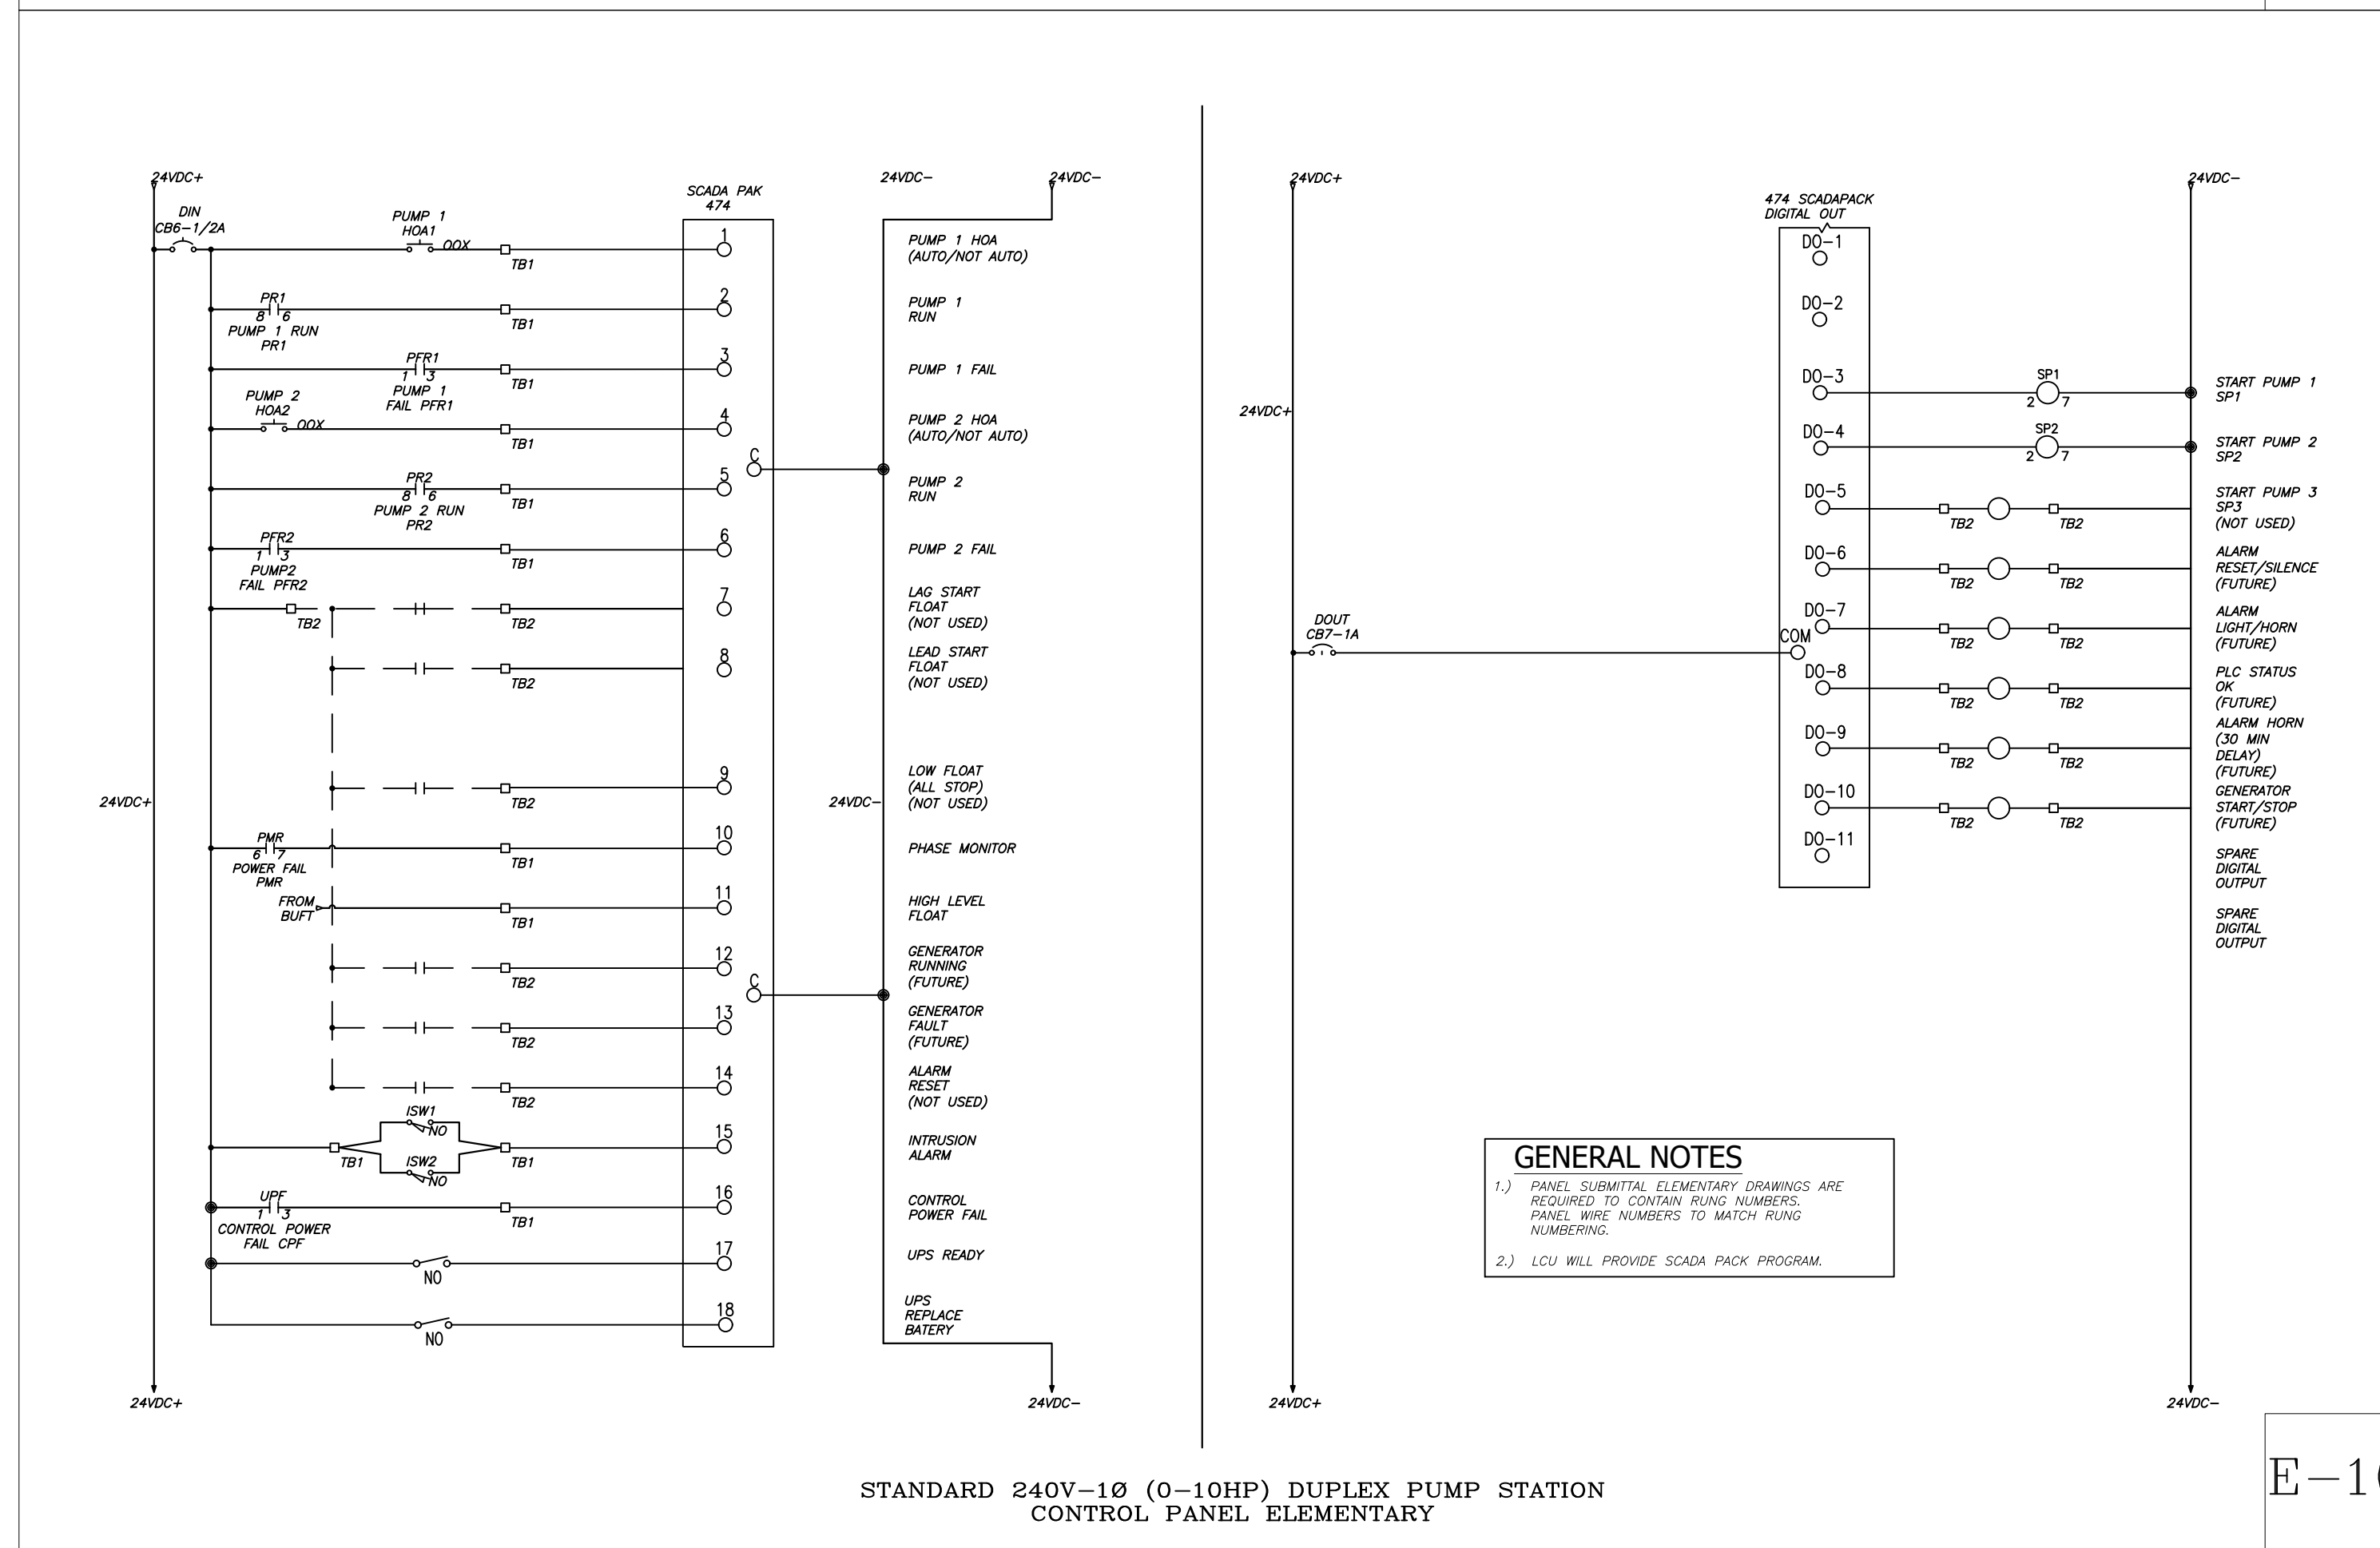 24VDC+
24VDC-
24VDC-
DIN
CB6-1/2A
SCADA PAK
474
PUMP 1
HOA1
OOX
TB1
1
PUMP 1 HOA
(AUTO/NOT AUTO)
PR1
8 6
PUMP 1 RUN
PR1
TB1
2
PUMP 1
RUN
PFR1
1 3
PUMP 1
FAIL PFR1
TB1
3
PUMP 1 FAIL
PUMP 2
HOA2
OOX
TB1
4
PUMP 2 HOA
(AUTO/NOT AUTO)
C
PR2
8 6
PUMP 2 RUN
PR2
TB1
5
PUMP 2
RUN
PFR2
1 3
PUMP2
FAIL PFR2
TB1
6
PUMP 2 FAIL
TB2
TB2
7
LAG START
FLOAT
(NOT USED)
TB2
8
LEAD START
FLOAT
(NOT USED)
24VDC+
TB2
9
24VDC-
LOW FLOAT
(ALL STOP)
(NOT USED)
PMR
6 7
POWER FAIL
PMR
TB1
10
PHASE MONITOR
FROM
BUFT
TB1
11
HIGH LEVEL
FLOAT
TB2
12
GENERATOR
RUNNING
(FUTURE)
C
TB2
13
GENERATOR
FAULT
(FUTURE)
TB2
14
ALARM
RESET
(NOT USED)
TB1
ISW1
NO
ISW2
NO
TB1
15
INTRUSION
ALARM
UPF
1 3
CONTROL POWER
FAIL CPF
TB1
16
CONTROL
POWER FAIL
NO
17
UPS READY
NO
18
UPS
REPLACE
BATERY
24VDC+
24VDC-
24VDC+
24VDC-
474 SCADAPACK
DIGITAL OUT
DO-1
DO-2
DO-3
SP1
2 7
START PUMP 1
SP1
24VDC+
DO-4
SP2
2 7
START PUMP 2
SP2
DO-5
TB2
TB2
START PUMP 3
SP3
(NOT USED)
DO-6
TB2
TB2
ALARM
RESET/SILENCE
(FUTURE)
DOUT
CB7-1A
DO-7
COM
TB2
TB2
ALARM
LIGHT/HORN
(FUTURE)
DO-8
TB2
TB2
PLC STATUS
OK
(FUTURE)
DO-9
TB2
TB2
ALARM HORN
(30 MIN
DELAY)
(FUTURE)
DO-10
TB2
TB2
GENERATOR
START/STOP
(FUTURE)
DO-11
SPARE
DIGITAL
OUTPUT
SPARE
DIGITAL
OUTPUT
GENERAL NOTES
1.) PANEL SUBMITTAL ELEMENTARY DRAWINGS ARE
REQUIRED TO CONTAIN RUNG NUMBERS.
PANEL WIRE NUMBERS TO MATCH RUNG
NUMBERING.
2.) LCU WILL PROVIDE SCADA PACK PROGRAM.
24VDC+
24VDC-
STANDARD 240V-1Ø (0-10HP) DUPLEX PUMP STATION
CONTROL PANEL ELEMENTARY